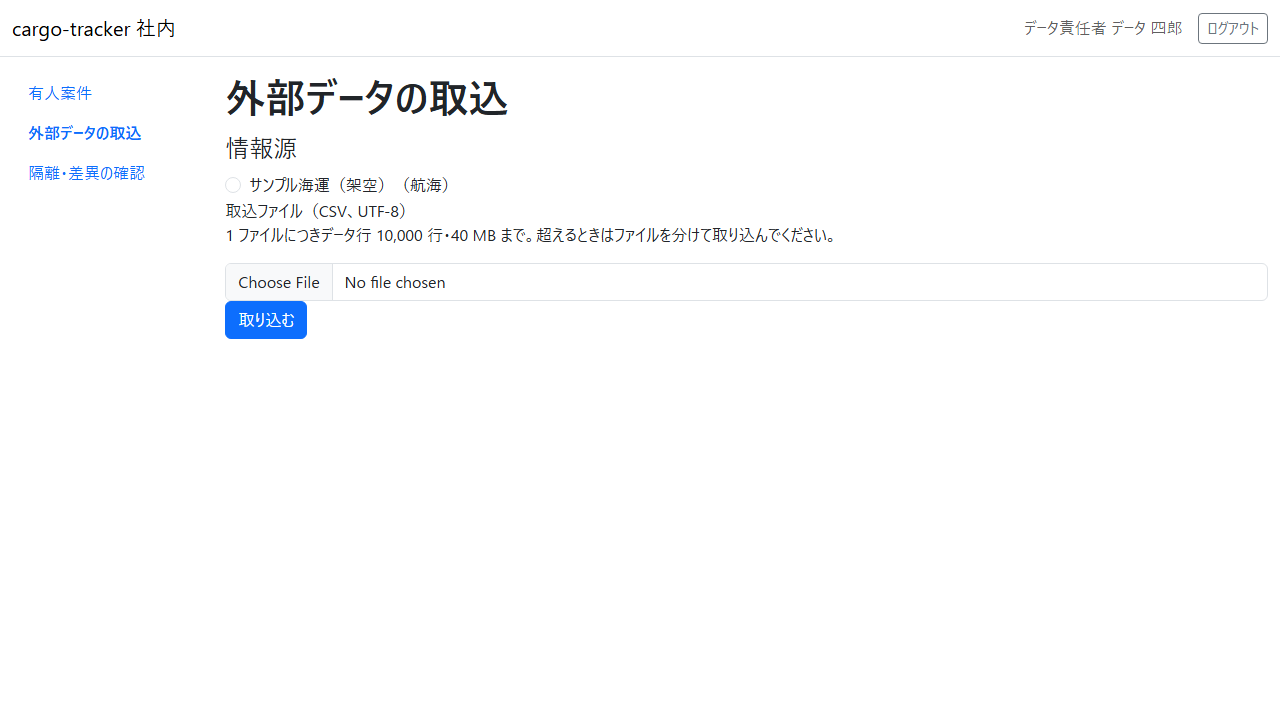 cargo-tracker 社内
データ責任者 データ 四郎
ログアウト
有人案件
外部データの取込
隔離・差異の確認
外部データの取込
情報源
サンプル海運（架空）（航海）
取込ファイル（CSV、UTF-8）
1 ファイルにつきデータ行 10,000 行・40 MB まで。超えるときはファイルを分けて取り込んでください。
Choose File
No file chosen
取り込む